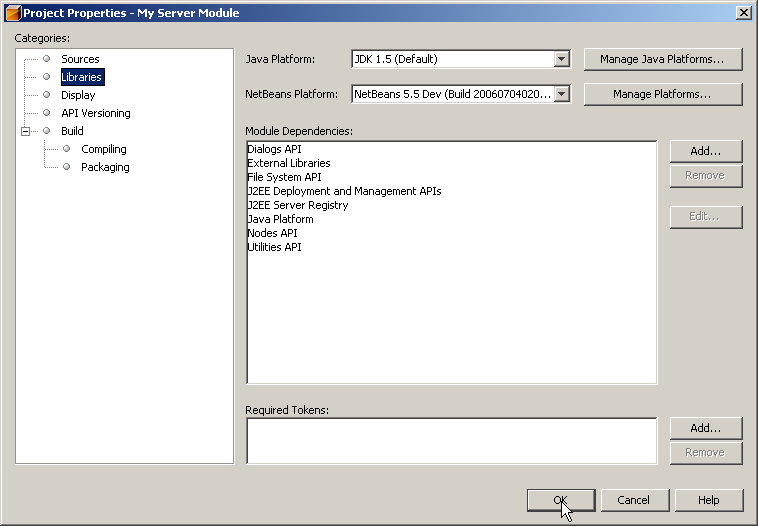 Project Properties - My Server Module
Categories:
Sources
Libraries
Display
API Versioning
Build
Compiling
Packaging
Java Platform:
JDK 1.5 (Default)
Manage Java Platforms...
NetBeans Platform:
NetBeans 5.5 Dev (Build 20060704020...
Manage Platforms...
Module Dependencies:
Dialogs API
External Libraries
File System API
J2EE Deployment and Management APIs
J2EE Server Registry
Java Platform
Nodes API
Utilities API
Add...
Remove
Edit...
Required Tokens:
Add...
Remove
OK
Cancel
Help